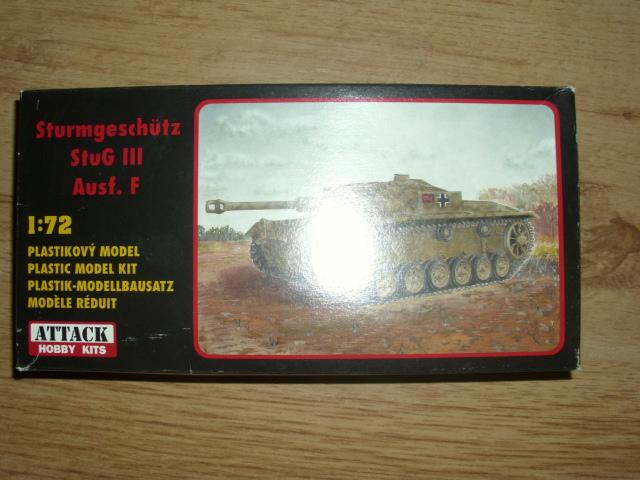 Sturmgeschütz
StuG III
Ausf. F
1:72
PLASTIKOVÝ MODEL
PLASTIC MODEL KIT
PLASTIK-MODELLBAUSATZ
MODÈLE RÉDUIT
ATTACK
HOBBY KITS